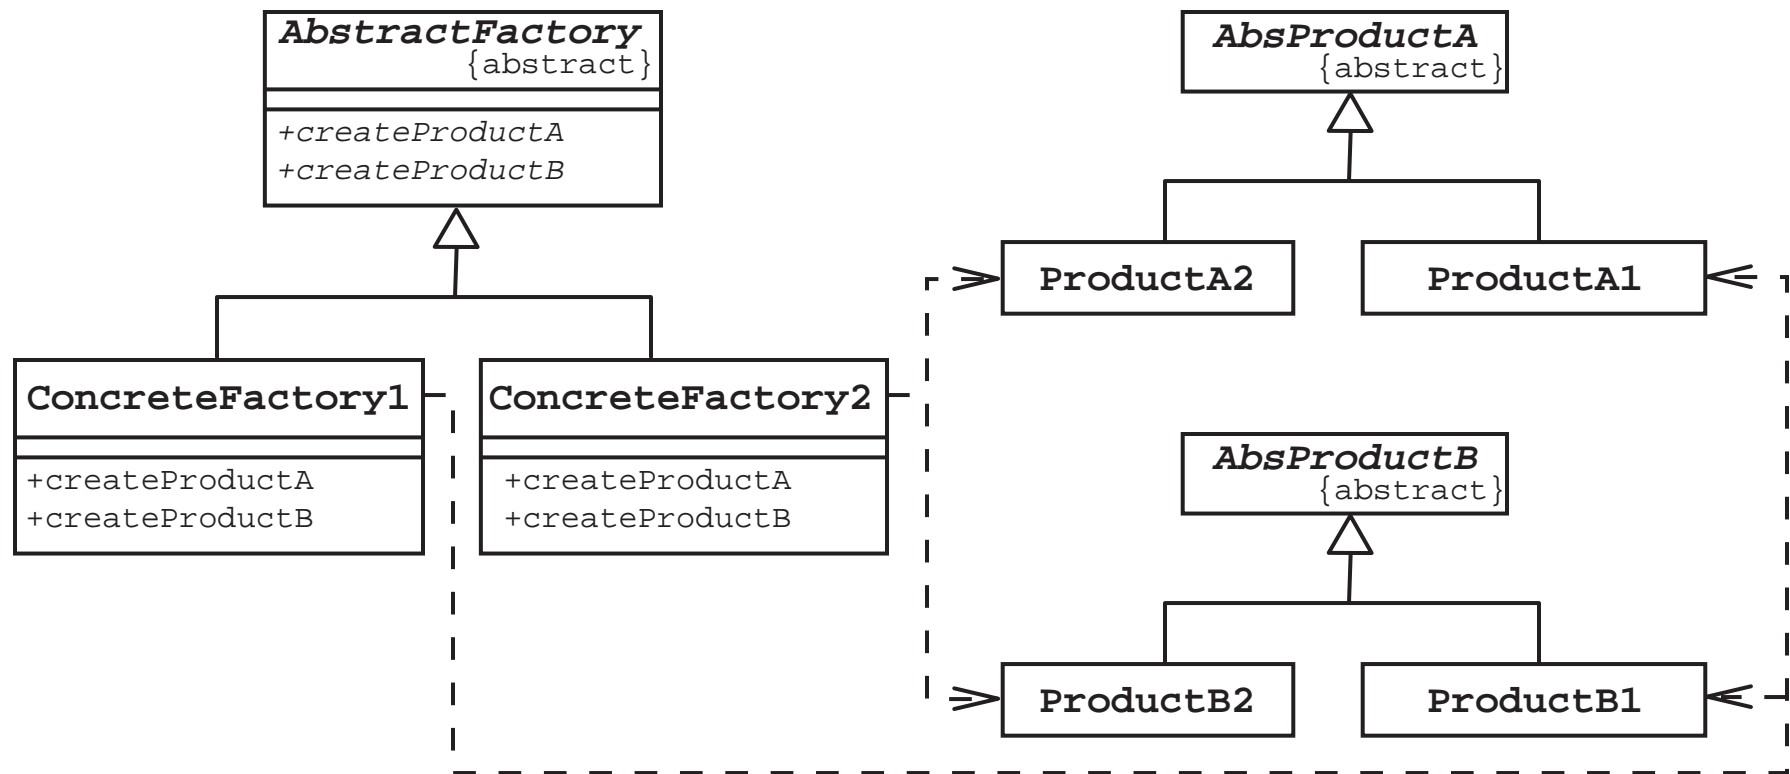 AbstractFactory
{abstract}
+createProductA
+createProductB
AbsProductA
{abstract}
ProductA2
ProductA1
ConcreteFactory1
+createProductA
+createProductB
ConcreteFactory2
+createProductA
+createProductB
AbsProductB
{abstract}
ProductB2
ProductB1